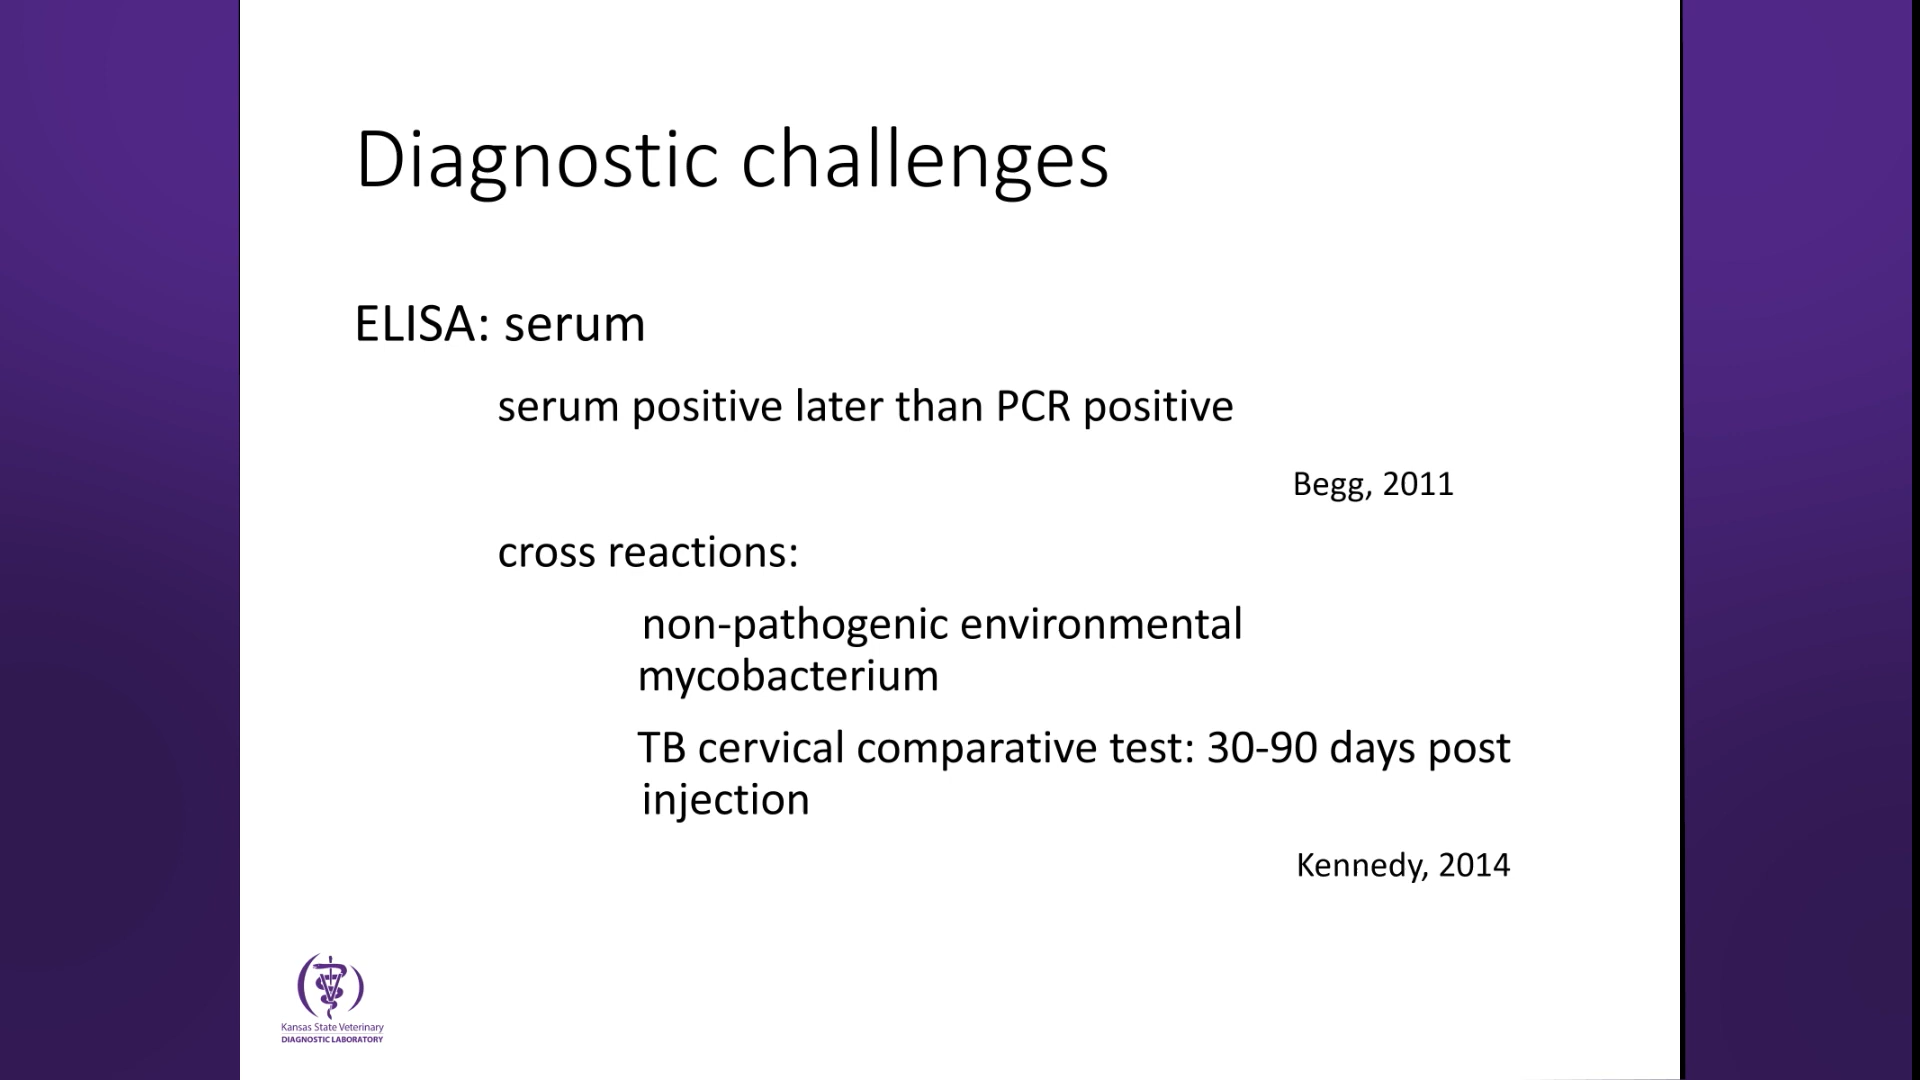 Diagnostic challenges
ELISA: serum
serum positive later than PCR positive
Begg, 2011
cross reactions:
non-pathogenic environmental
mycobacterium
TB cervical comparative test: 30-90 days post
injection
Kennedy, 2014
Kansas State Veterinary
DIAGNOSTIC LABORATORY